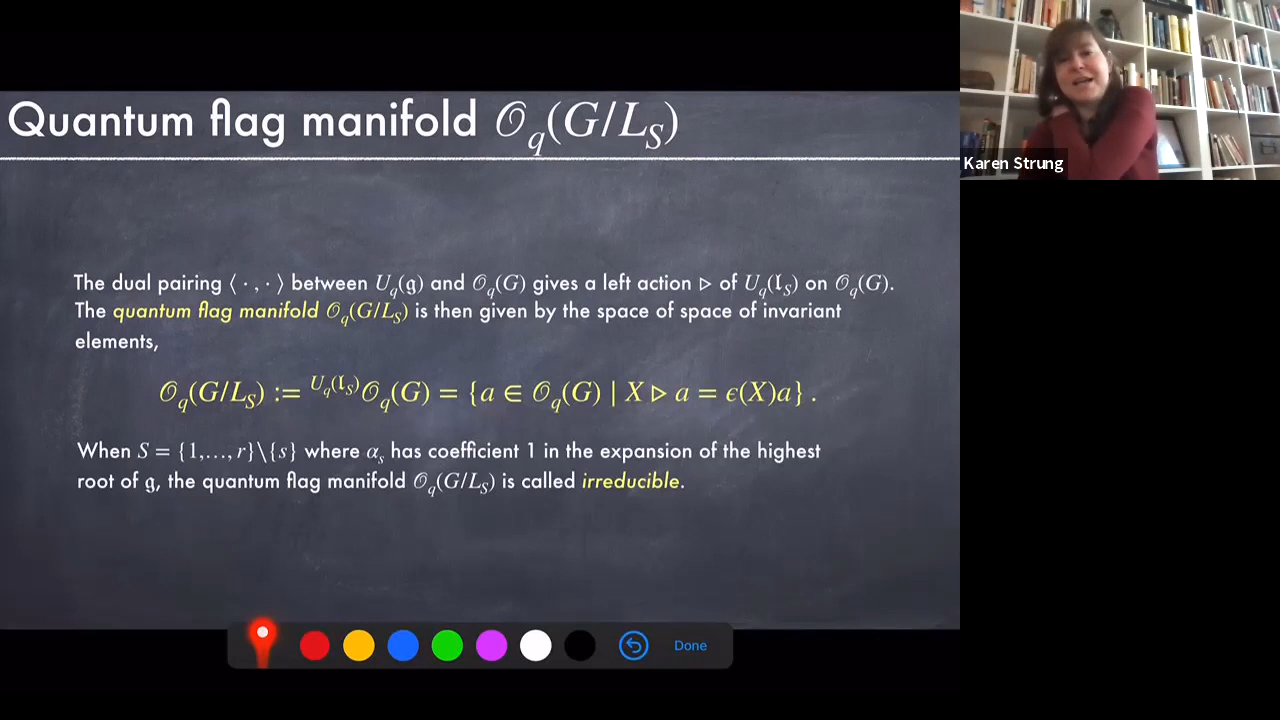 Quantum flag manifold 𝒪_q(G/L_S)
Karen Strung
The dual pairing ⟨ · , · ⟩ between U_q(𝔤) and 𝒪_q(G) gives a left action ▷ of U_q(𝔩_S) on 𝒪_q(G).
The quantum flag manifold 𝒪_q(G/L_S) is then given by the space of space of invariant
elements,
𝒪_q(G/L_S) := ^{U_q(𝔩_S)}𝒪_q(G) = {a ∈ 𝒪_q(G) | X ▷ a = ϵ(X)a} .
When S = {1,…, r}\{s} where α_s has coefficient 1 in the expansion of the highest
root of 𝔤, the quantum flag manifold 𝒪_q(G/L_S) is called irreducible.
Done